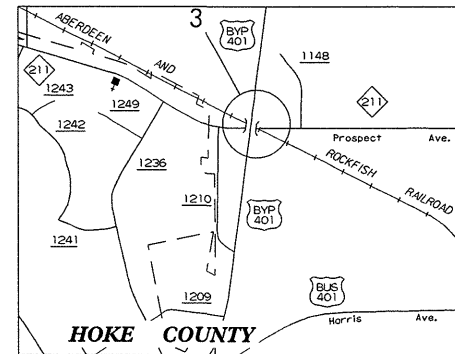 3
BYP
401
1148
ABERDEEN AND
211
1243
1249
211
1242
Prospect Ave.
1236
ROCKFISH RAILROAD
1210
BYP
401
1241
BUS
401
1209
Harris Ave.
HOKE COUNTY